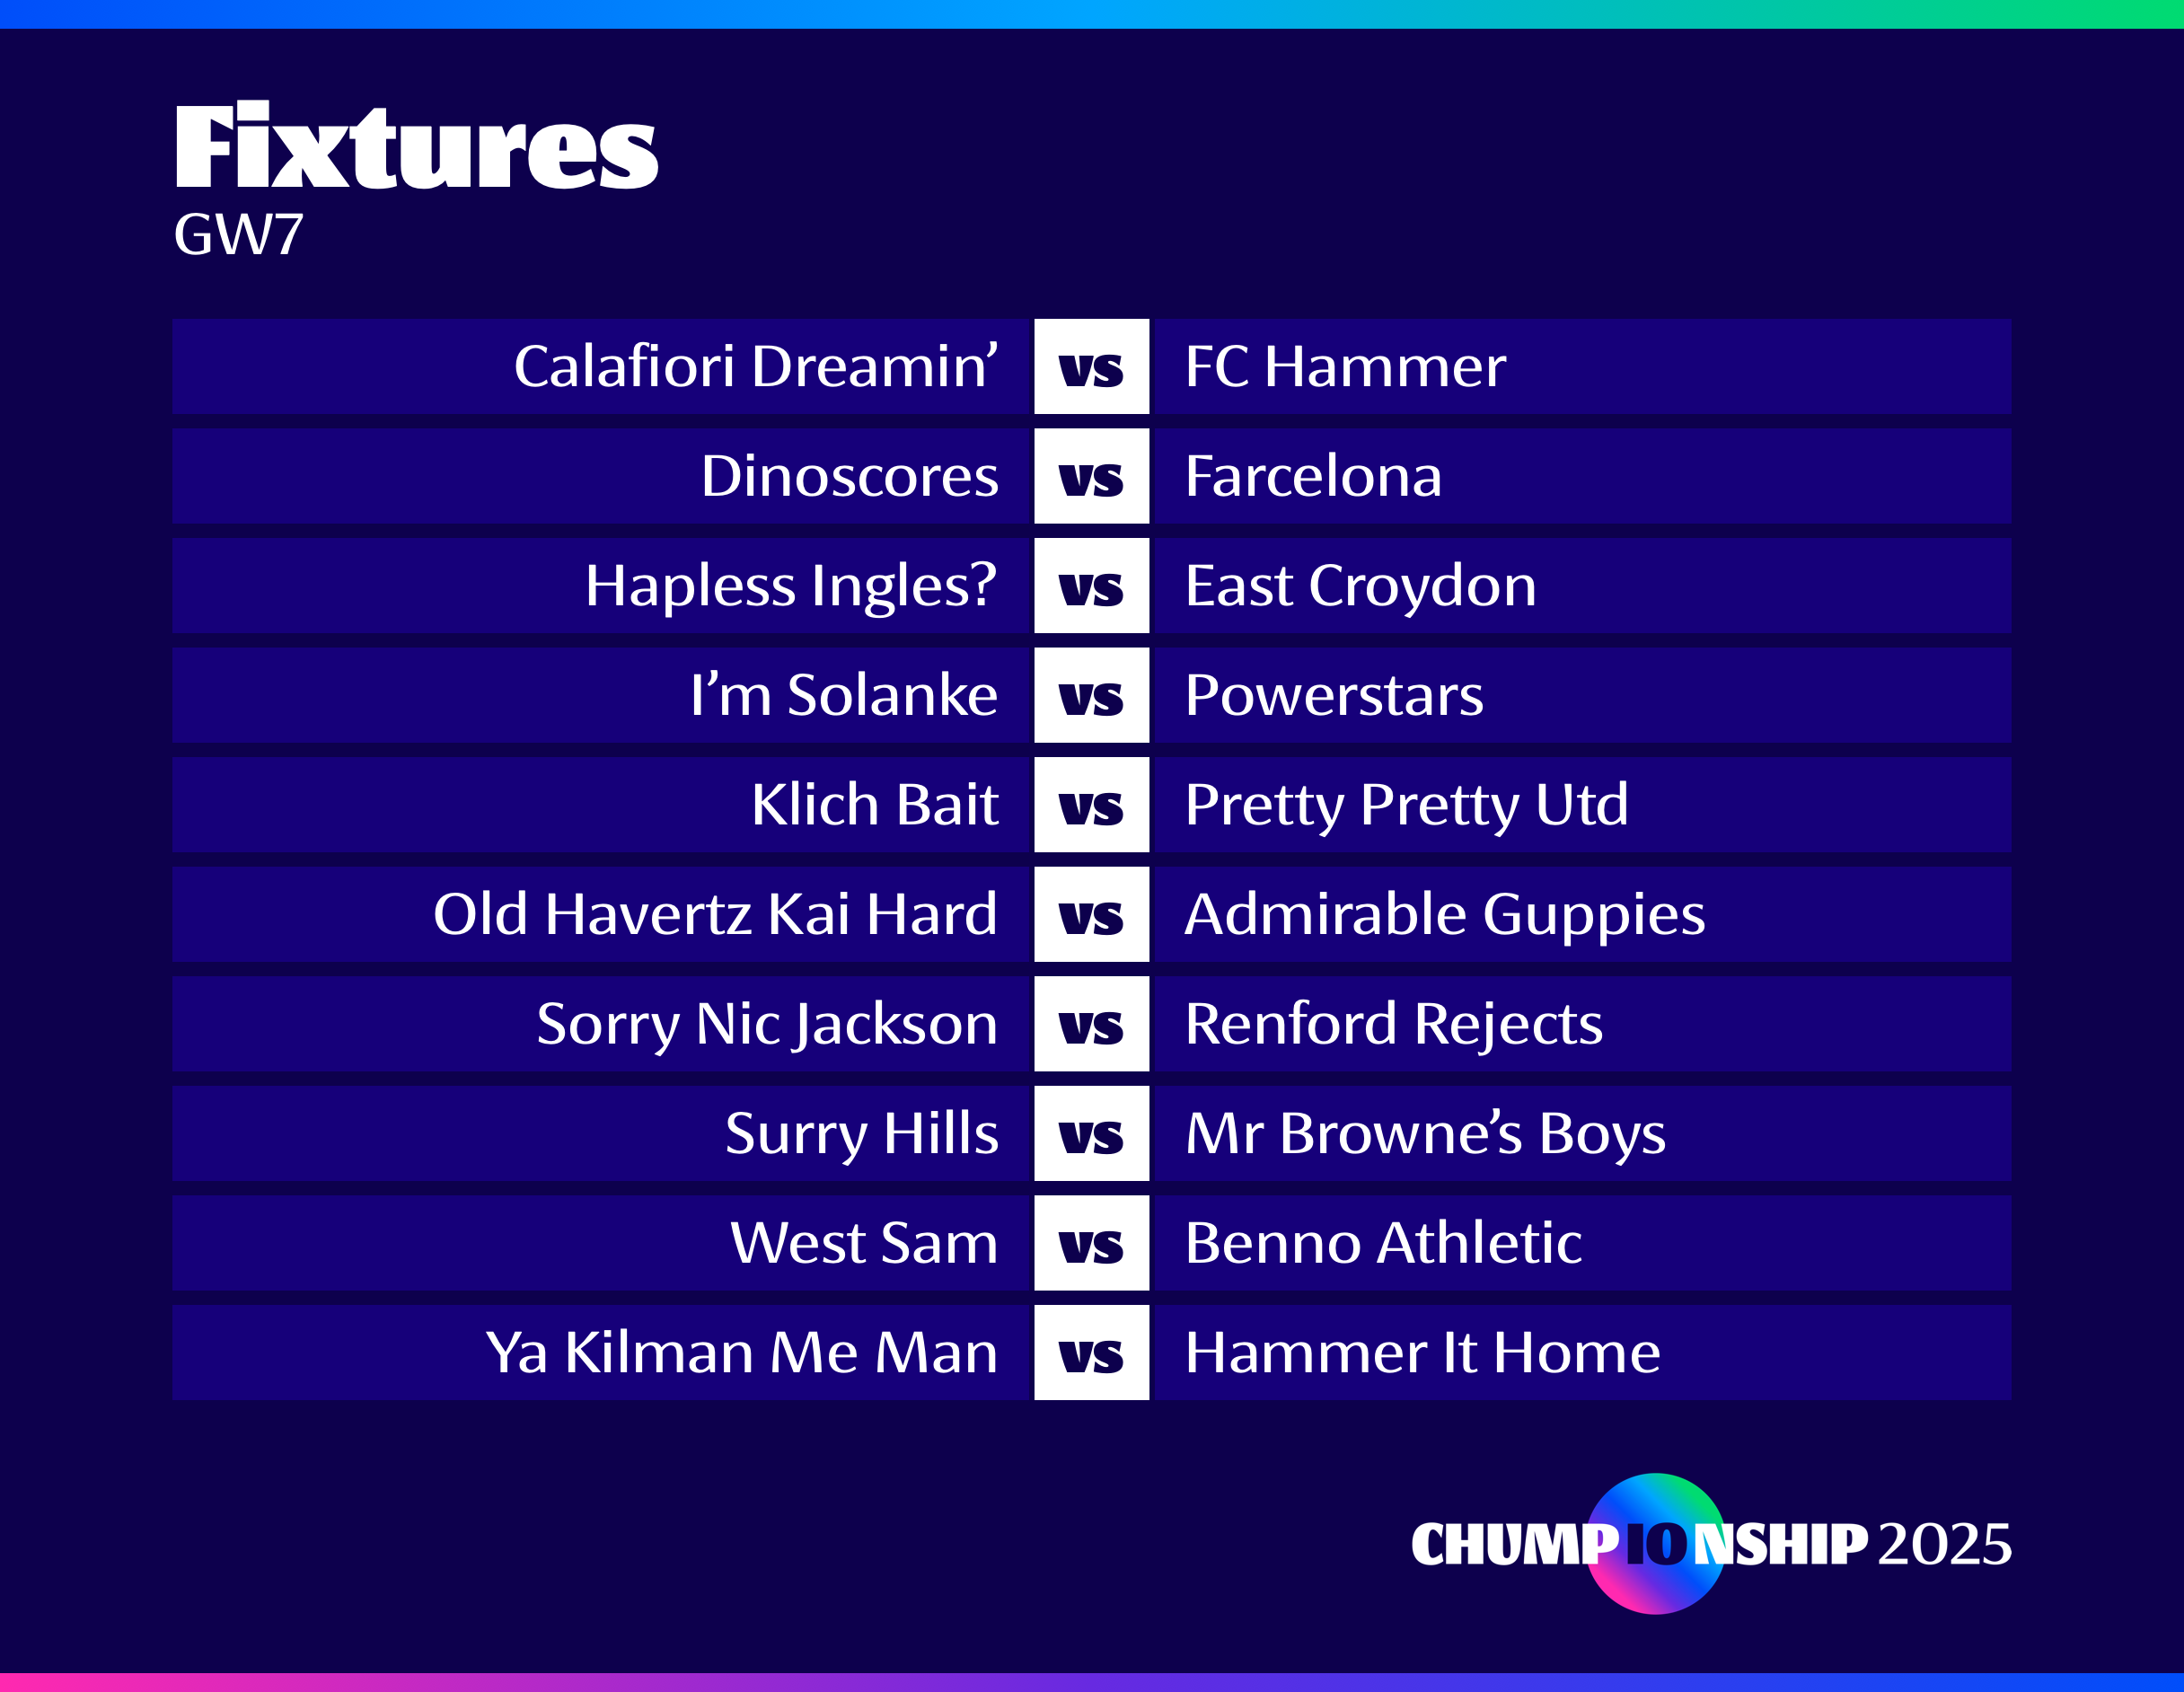 Fixtures
GW7
Calafiori Dreamin’ vs FC Hammer
Dinoscores vs Farcelona
Hapless Ingles? vs East Croydon
I’m Solanke vs Powerstars
Klich Bait vs Pretty Pretty Utd
Old Havertz Kai Hard vs Admirable Guppies
Sorry Nic Jackson vs Renford Rejects
Surry Hills vs Mr Browne’s Boys
West Sam vs Benno Athletic
Ya Kilman Me Man vs Hammer It Home
CHUMPIONSHIP 2025